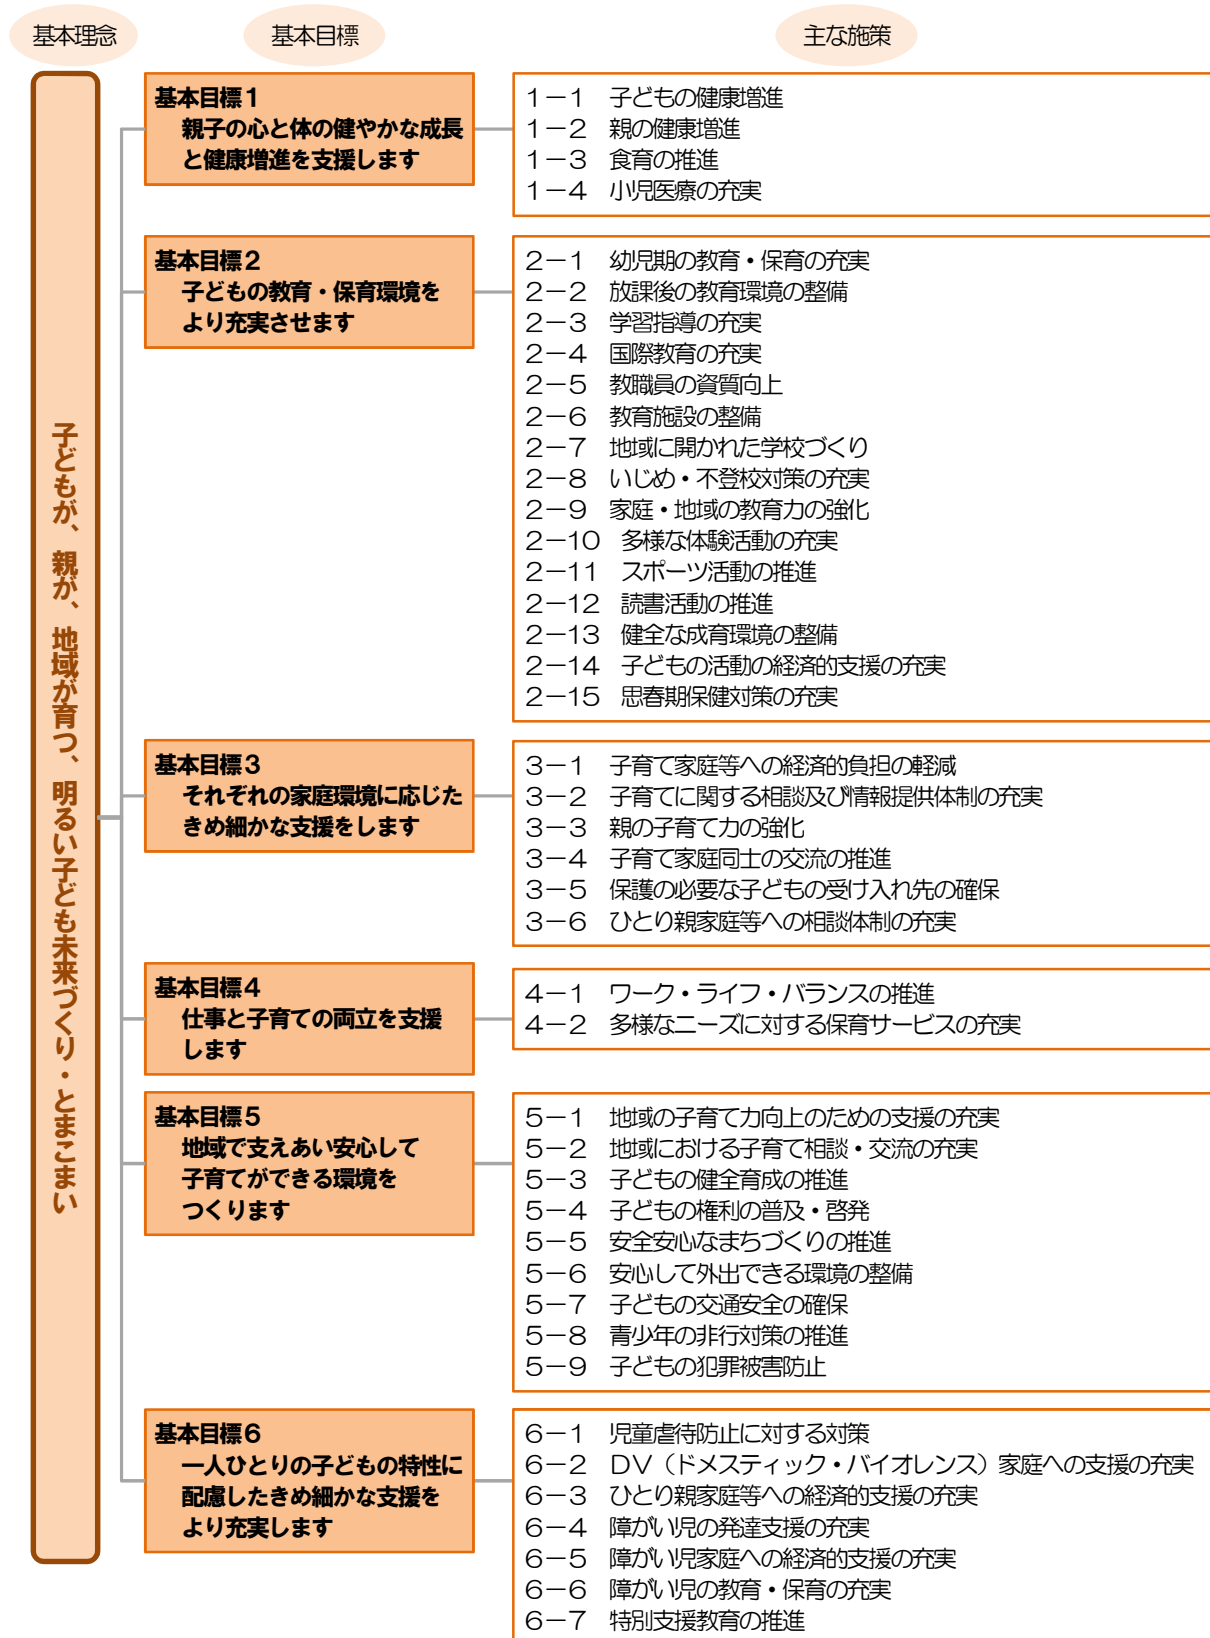 基本理念
基本目標
主な施策
子どもが、親が、地域が育つ、明るい子ども未来づくり・とまこまい
基本目標1
親子の心と体の健やかな成長
と健康増進を支援します
1－1 子どもの健康増進
1－2 親の健康増進
1－3 食育の推進
1－4 小児医療の充実
基本目標2
子どもの教育・保育環境を
より充実させます
2－1 幼児期の教育・保育の充実
2－2 放課後の教育環境の整備
2－3 学習指導の充実
2－4 国際教育の充実
2－5 教職員の資質向上
2－6 教育施設の整備
2－7 地域に開かれた学校づくり
2－8 いじめ・不登校対策の充実
2－9 家庭・地域の教育力の強化
2－10 多様な体験活動の充実
2－11 スポーツ活動の推進
2－12 読書活動の推進
2－13 健全な成育環境の整備
2－14 子どもの活動の経済的支援の充実
2－15 思春期保健対策の充実
基本目標3
それぞれの家庭環境に応じた
きめ細かな支援をします
3－1 子育て家庭等への経済的負担の軽減
3－2 子育てに関する相談及び情報提供体制の充実
3－3 親の子育て力の強化
3－4 子育て家庭同士の交流の推進
3－5 保護の必要な子どもの受け入れ先の確保
3－6 ひとり親家庭等への相談体制の充実
基本目標4
仕事と子育ての両立を支援
します
4－1 ワーク・ライフ・バランスの推進
4－2 多様なニーズに対する保育サービスの充実
基本目標5
地域で支えあい安心して
子育てができる環境を
つくります
5－1 地域の子育て力向上のための支援の充実
5－2 地域における子育て相談・交流の充実
5－3 子どもの健全育成の推進
5－4 子どもの権利の普及・啓発
5－5 安全安心なまちづくりの推進
5－6 安心して外出できる環境の整備
5－7 子どもの交通安全の確保
5－8 青少年の非行対策の推進
5－9 子どもの犯罪被害防止
基本目標6
一人ひとりの子どもの特性に
配慮したきめ細かな支援を
より充実します
6－1 児童虐待防止に対する対策
6－2 DV（ドメスティック・バイオレンス）家庭への支援の充実
6－3 ひとり親家庭等への経済的支援の充実
6－4 障がい児の発達支援の充実
6－5 障がい児家庭への経済的支援の充実
6－6 障がい児の教育・保育の充実
6－7 特別支援教育の推進